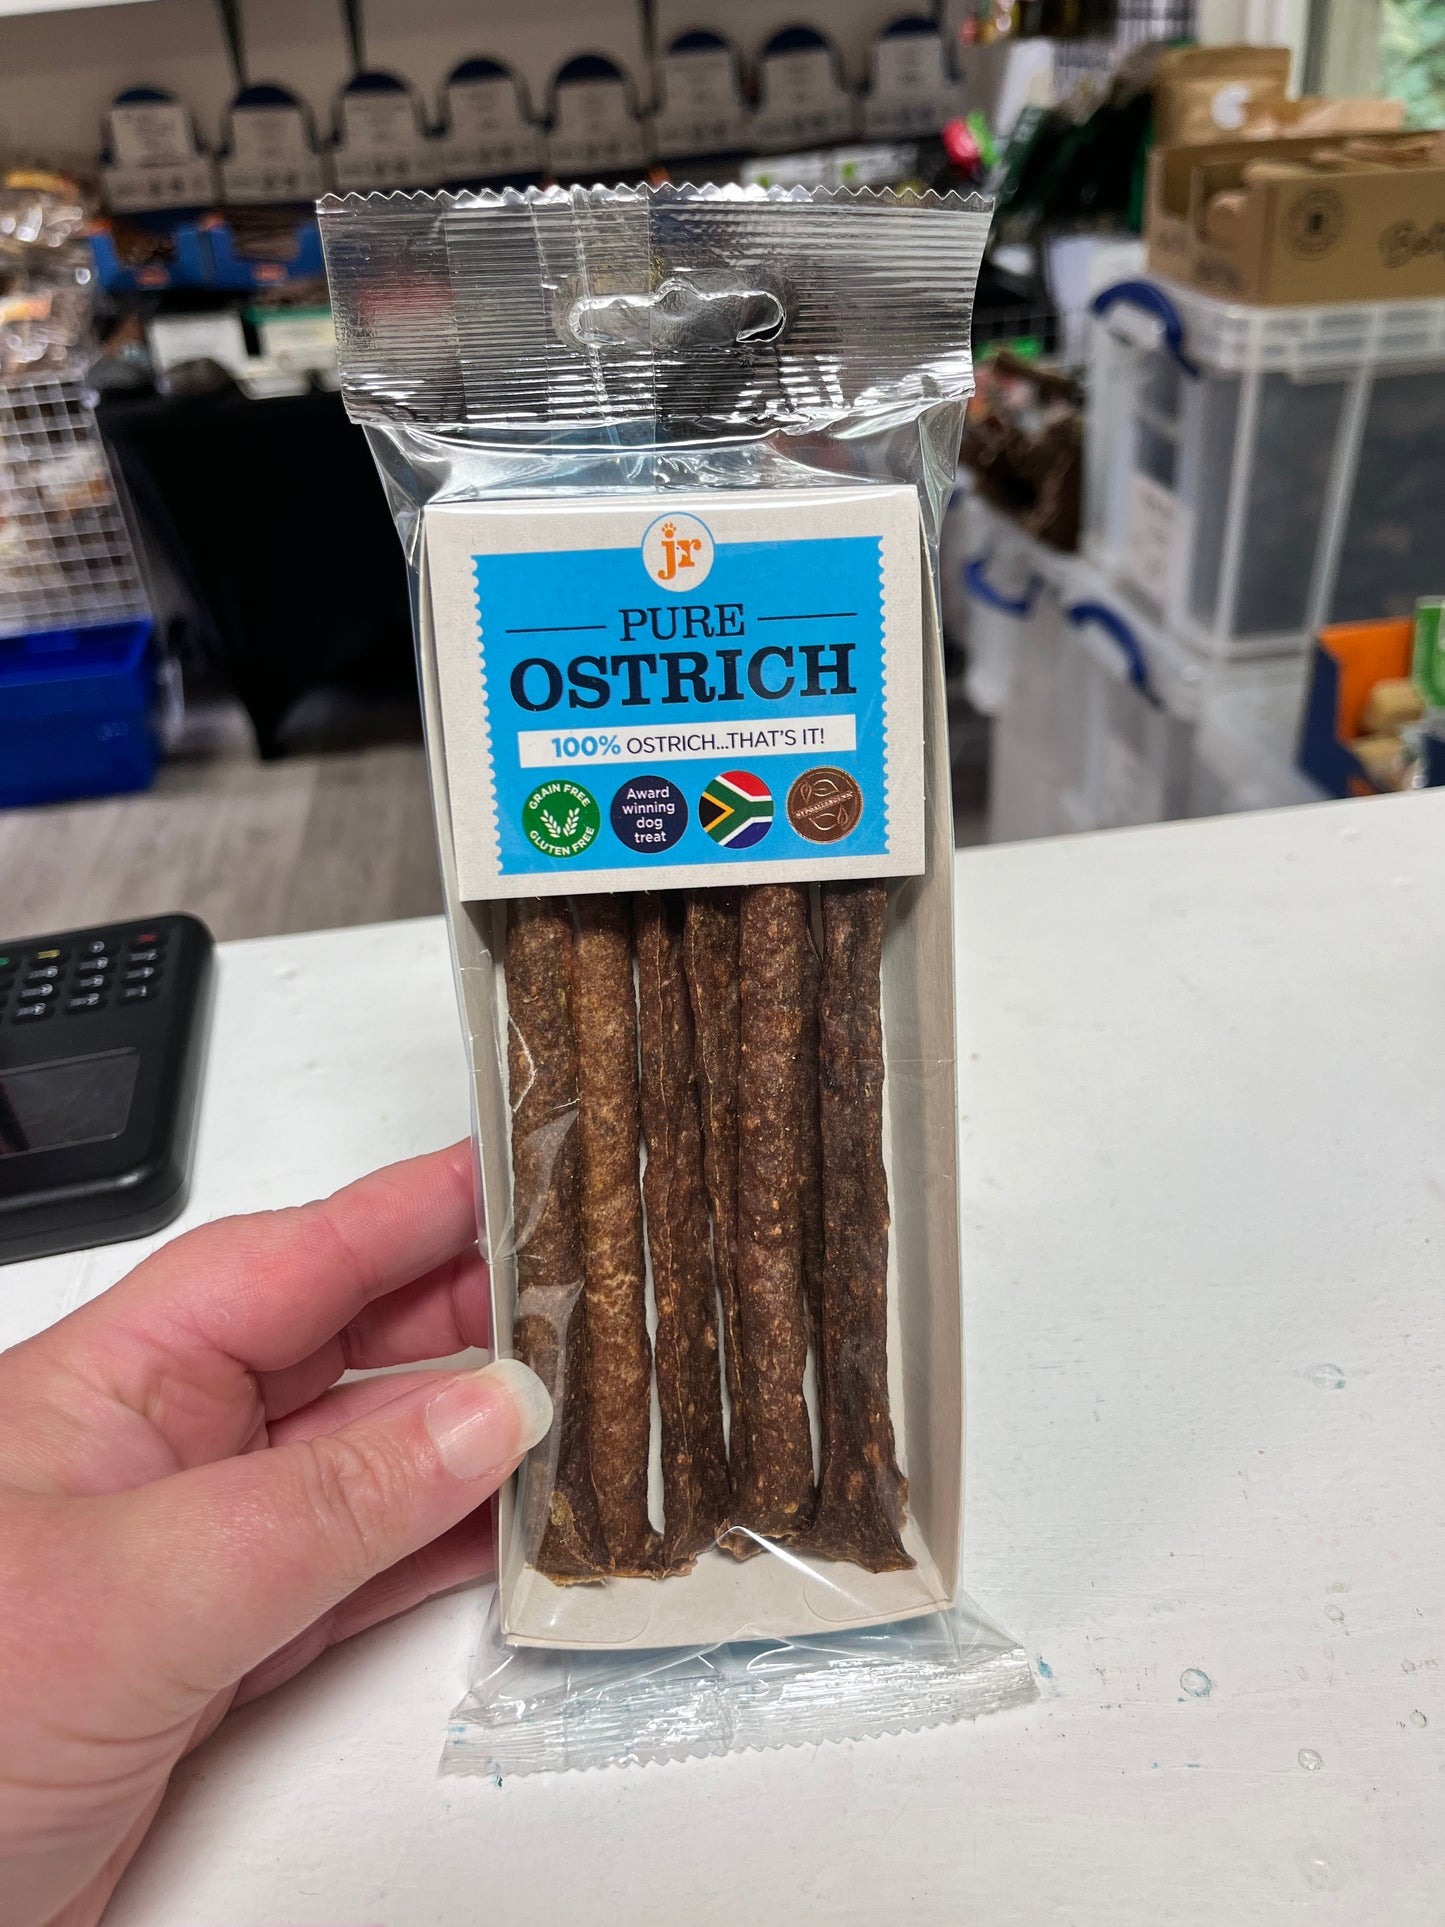 jr
PURE
OSTRICH
100% OSTRICH...THAT'S IT!
GRAIN FREE
GLUTEN FREE
Award
winning
dog
treat